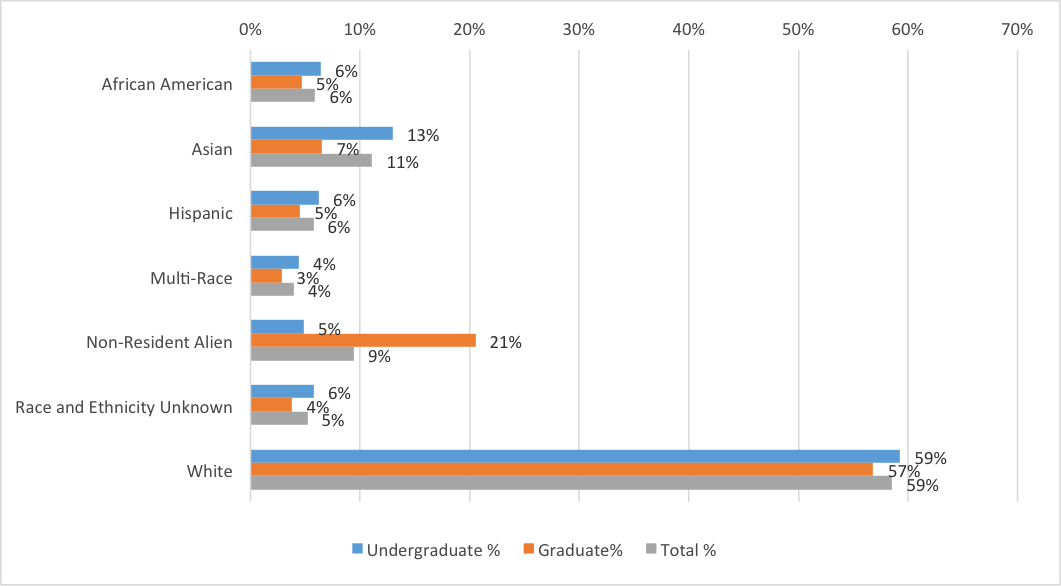 0% 10% 20% 30% 40% 50% 60% 70%
African American 6% 5% 6%
Asian 13% 7% 11%
Hispanic 6% 5% 6%
Multi-Race 4% 3% 4%
Non-Resident Alien 5% 21% 9%
Race and Ethnicity Unknown 6% 4% 5%
White 59% 57% 59%
Undergraduate % Graduate% Total %